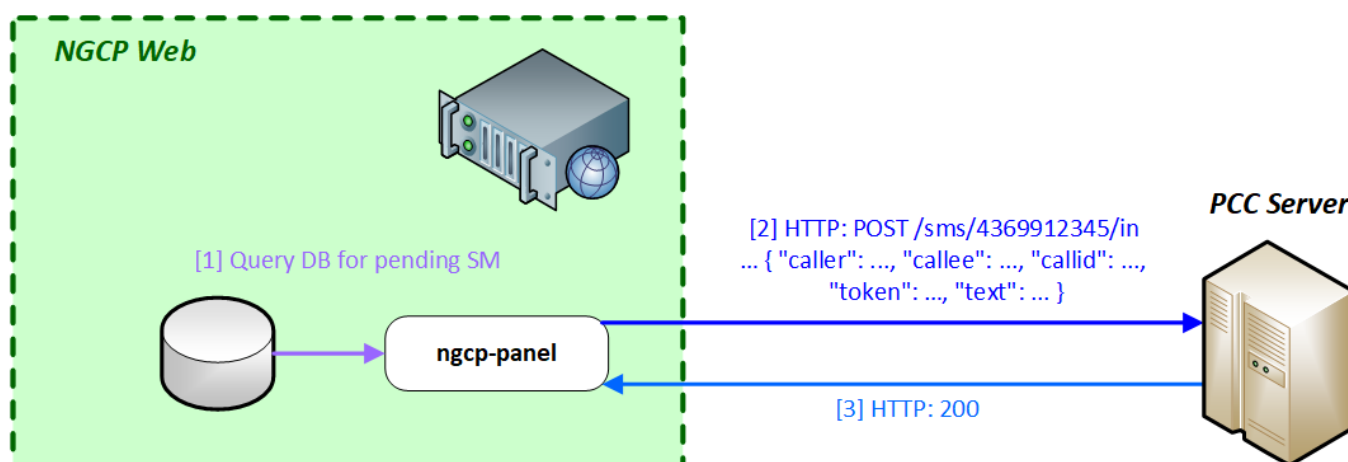 NGCP Web
PCC Server
[2] HTTP: POST /sms/4369912345/in
... { "caller": ..., "callee": ..., "callid": ...,
"token": ..., "text": ... }
[1] Query DB for pending SM
ngcp-panel
[3] HTTP: 200